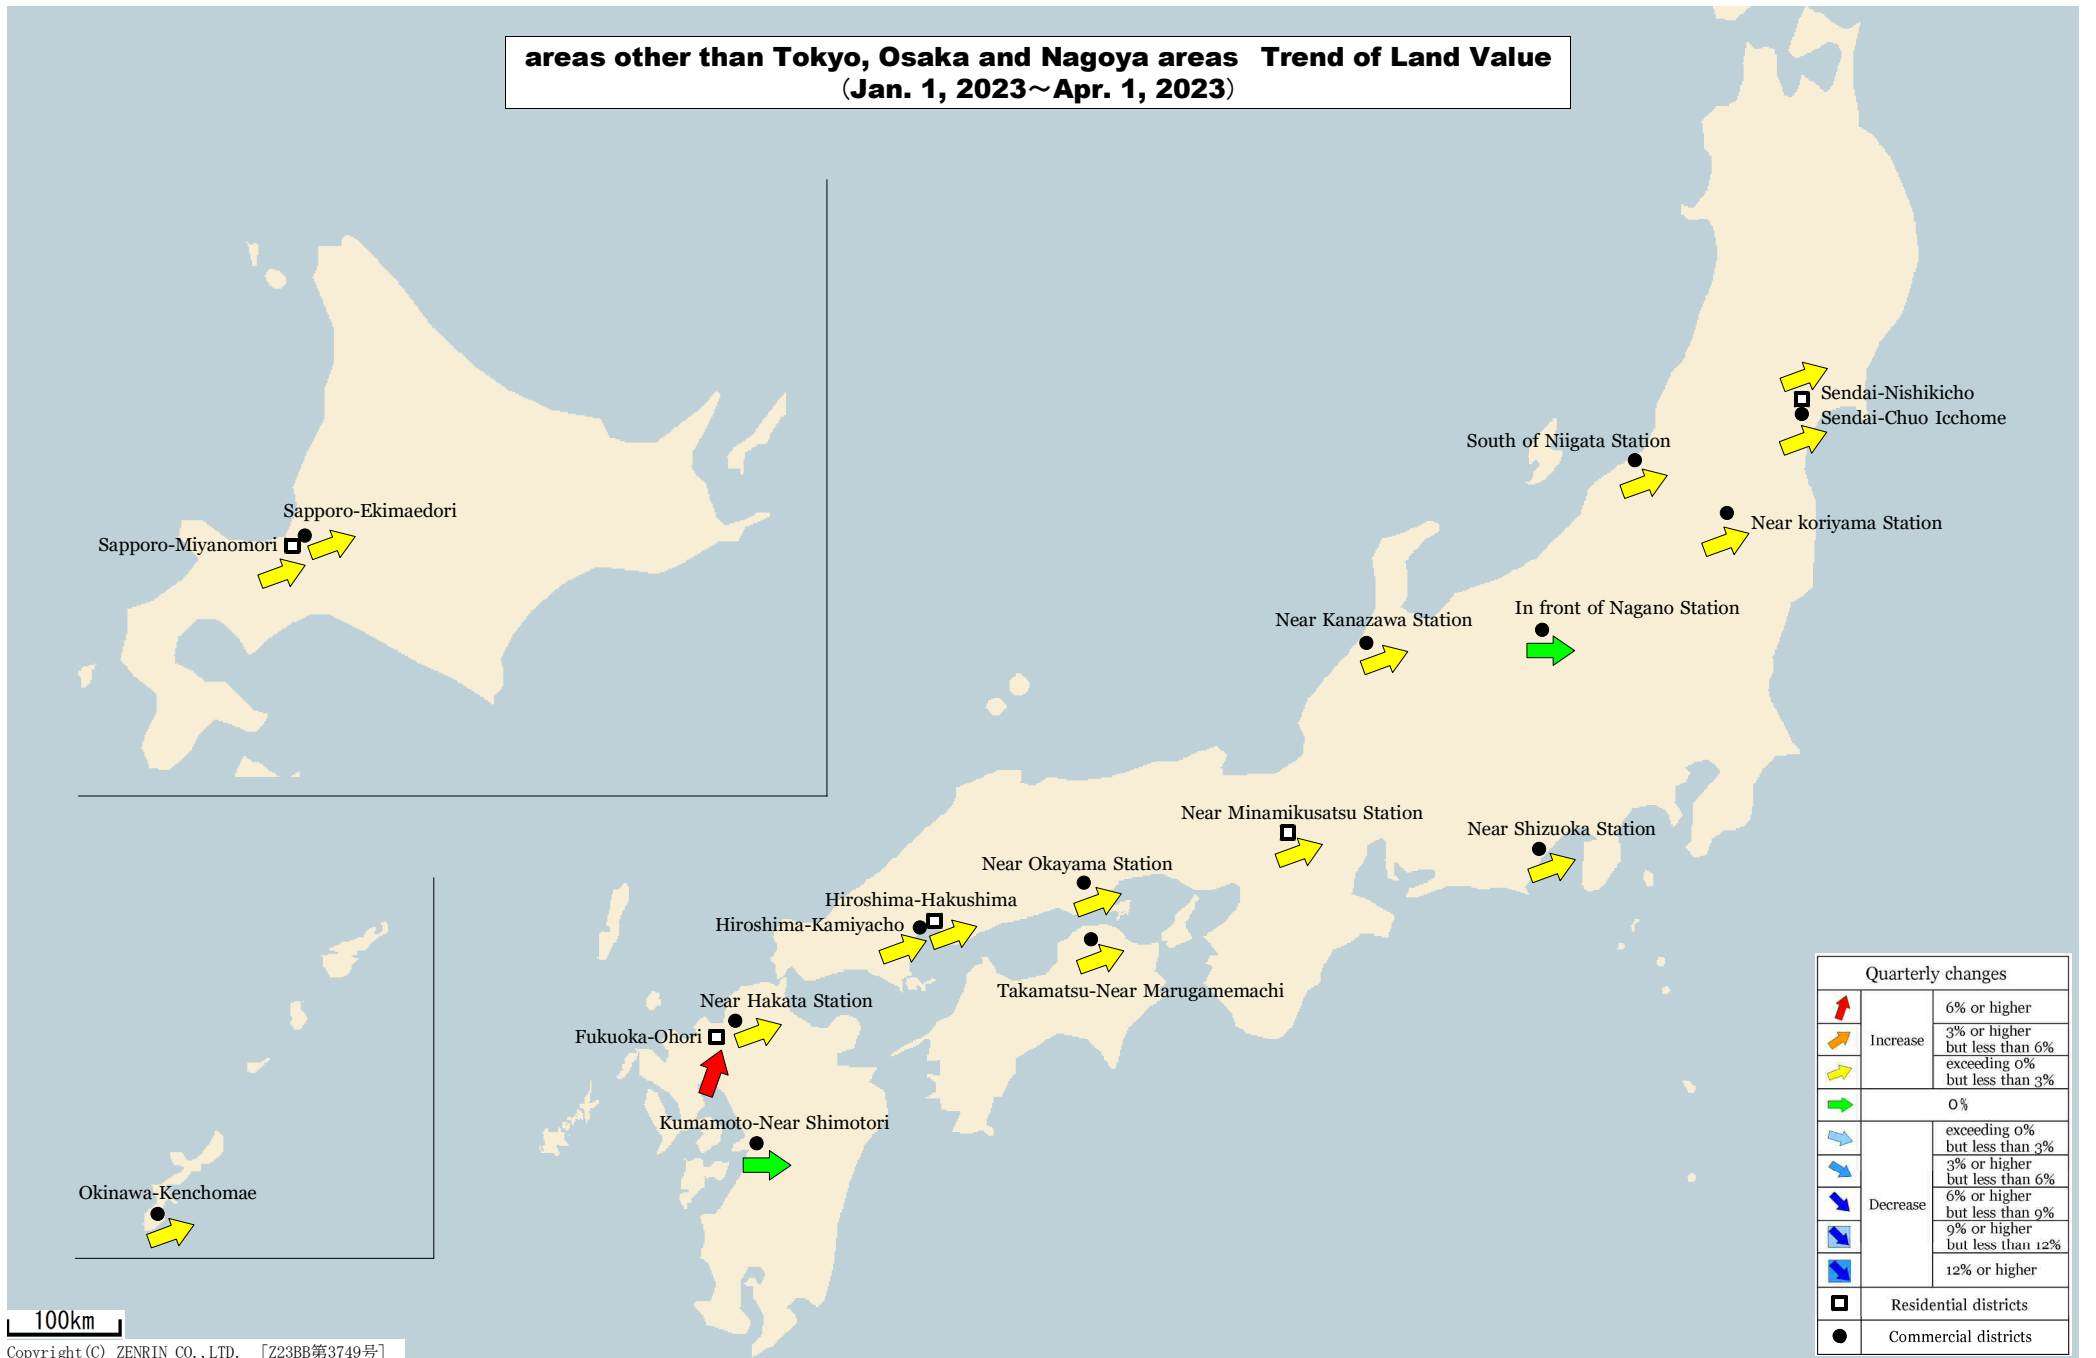 areas other than Tokyo, Osaka and Nagoya areas Trend of Land Value
（Jan. 1, 2023～Apr. 1, 2023）
Sendai-Nishikicho
Sendai-Chuo Icchome
South of Niigata Station
Near koriyama Station
Sapporo-Ekimaedori
Sapporo-Miyanomori
In front of Nagano Station
Near Kanazawa Station
Near Minamikusatsu Station
Near Shizuoka Station
Near Okayama Station
Hiroshima-Hakushima
Hiroshima-Kamiyacho
Takamatsu-Near Marugamemachi
Near Hakata Station
Fukuoka-Ohori
Kumamoto-Near Shimotori
Okinawa-Kenchomae
Quarterly changes
Increase
6% or higher
3% or higher
but less than 6%
exceeding 0%
but less than 3%
0%
Decrease
exceeding 0%
but less than 3%
3% or higher
but less than 6%
6% or higher
but less than 9%
9% or higher
but less than 12%
12% or higher
Residential districts
Commercial districts
100km
Copyright(C) ZENRIN CO.,LTD. [Z23BB第3749号]